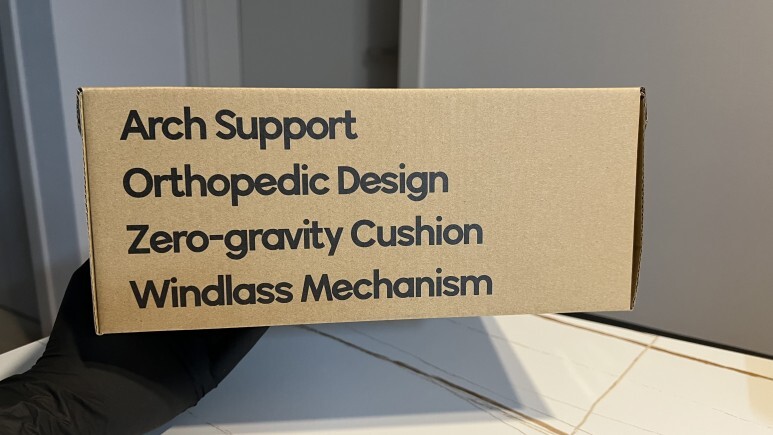 Arch Support
Orthopedic Design
Zero-gravity Cushion
Windlass Mechanism